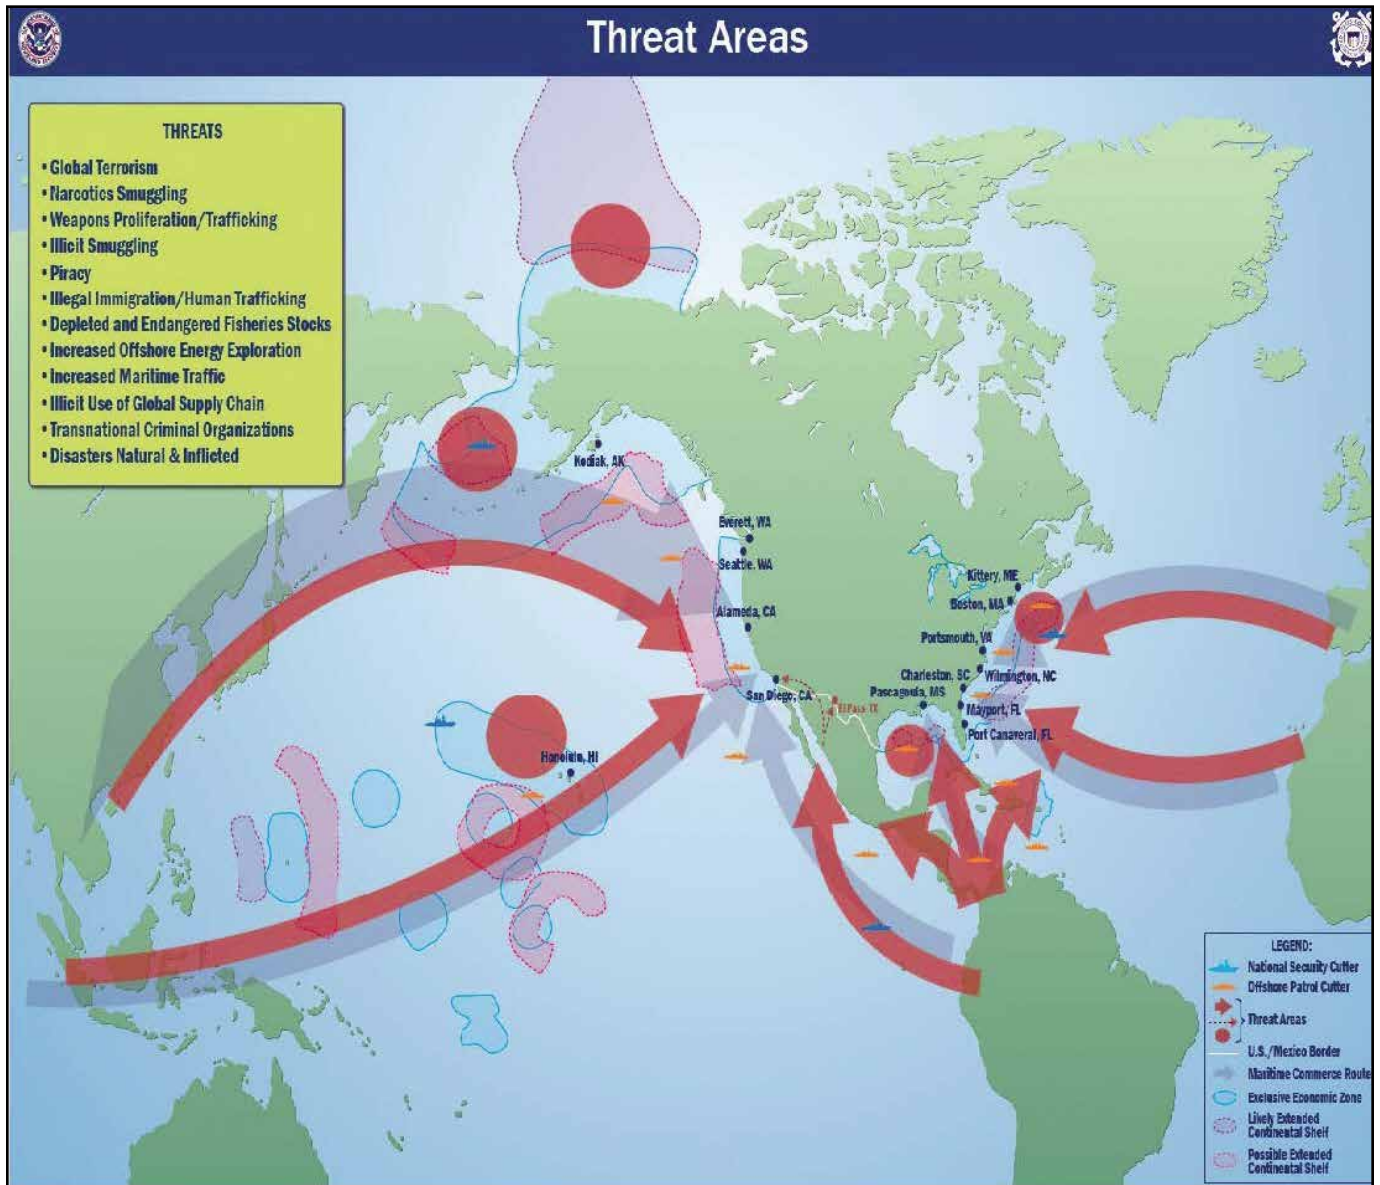 Threat Areas
THREATS
• Global Terrorism
• Narcotics Smuggling
• Weapons Proliferation/Trafficking
• Illicit Smuggling
• Piracy
• Illegal Immigration/Human Trafficking
• Depleted and Endangered Fisheries Stocks
• Increased Offshore Energy Exploration
• Increased Maritime Traffic
• Illicit Use of Global Supply Chain
• Transnational Criminal Organizations
• Disasters Natural & Inflicted
Kodiak, AK
Everett, WA
Seattle, WA
Alameda, CA
San Diego, CA
Honolulu, HI
El Paso, TX
Kittery, ME
Boston, MA
Portsmouth, VA
Charleston, SC
Wilmington, NC
Pascagoula, MS
Mayport, FL
Port Canaveral, FL
LEGEND:
National Security Cutter
Offshore Patrol Cutter
Threat Areas
U.S./Mexico Border
Maritime Commerce Route
Exclusive Economic Zone
Likely Extended
Continental Shelf
Possible Extended
Continental Shelf